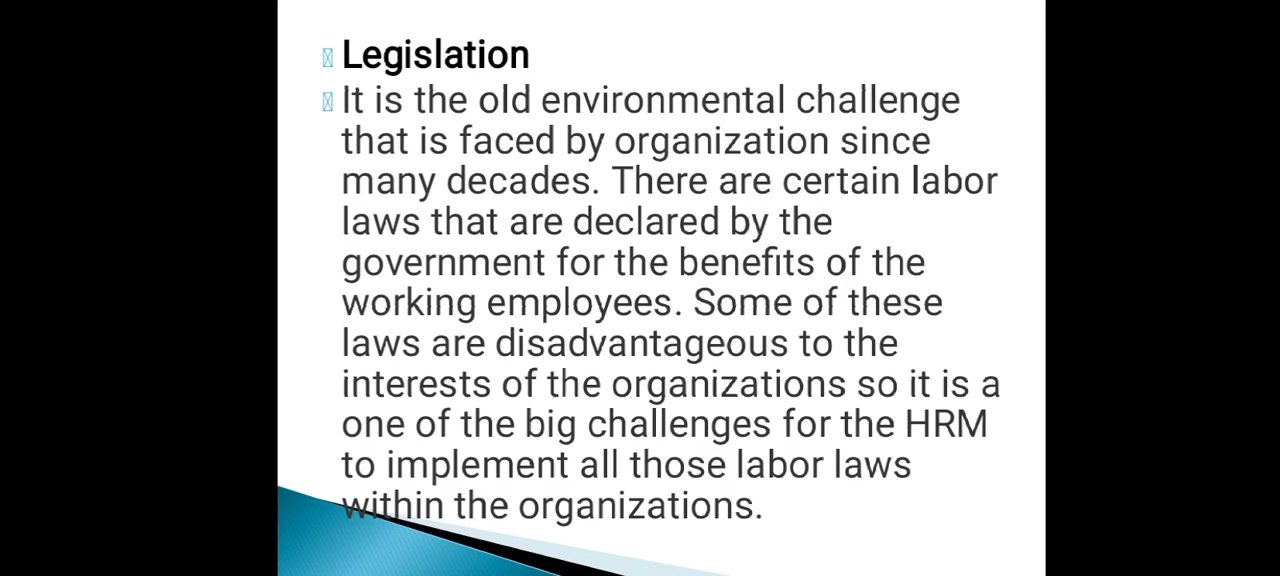 Legislation
It is the old environmental challenge
that is faced by organization since
many decades. There are certain labor
laws that are declared by the
government for the benefits of the
working employees. Some of these
laws are disadvantageous to the
interests of the organizations so it is a
one of the big challenges for the HRM
to implement all those labor laws
within the organizations.